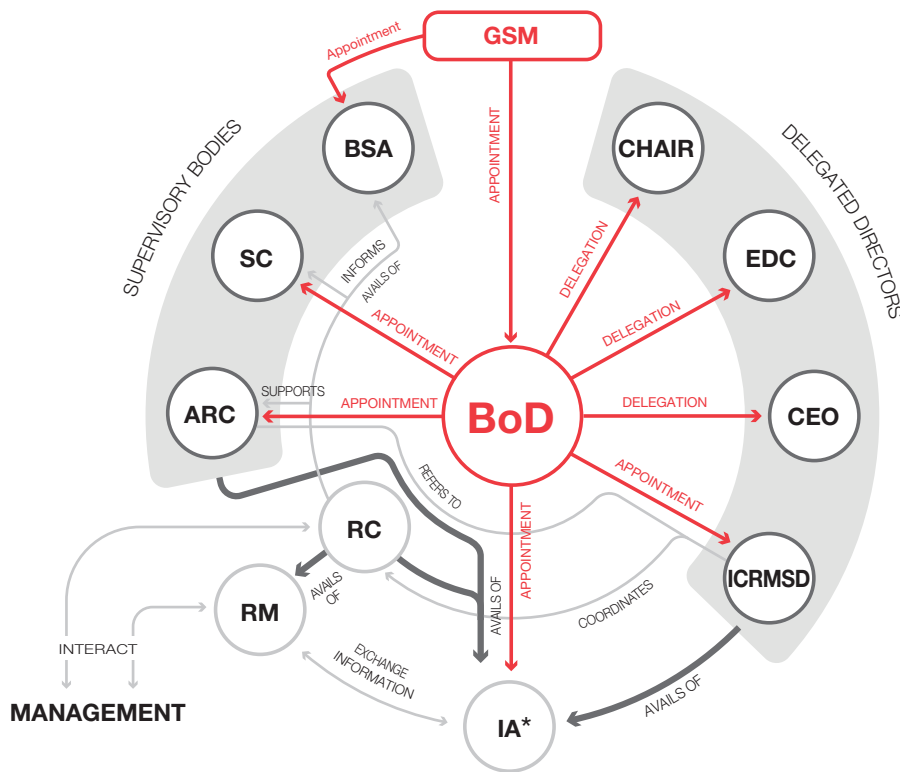 GSM
Appointment
APPOINTMENT
SUPERVISORY BODIES
DELEGATED DIRECTORS
BSA
CHAIR
SC
EDC
INFORMS
AVAILS OF
DELEGATION
DELEGATION
APPOINTMENT
SUPPORTS
ARC
APPOINTMENT
BoD
DELEGATION
CEO
REFERS TO
APPOINTMENT
RC
APPOINTMENT
ICRMSD
AVAILS
OF
AVAILS OF
COORDINATES
RM
INTERACT
EXCHANGE
INFORMATION
MANAGEMENT
IA*
AVAILS OF